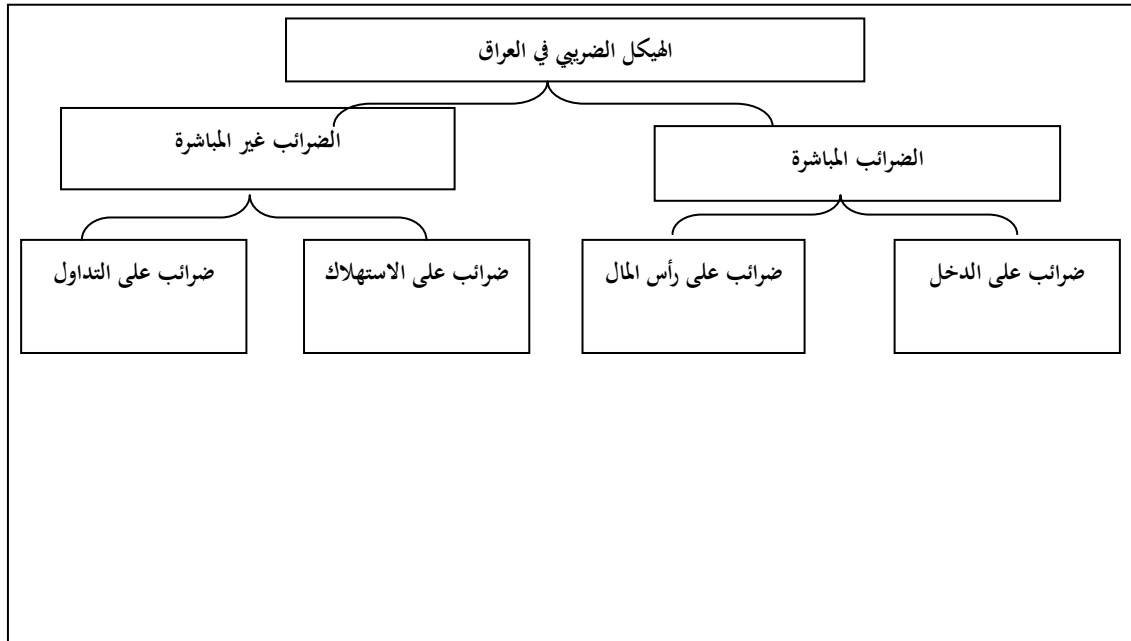 الهيكل الضريبي في العراق
الضرائب المباشرة
الضرائب غير المباشرة
ضرائب على الدخل
ضرائب على رأس المال
ضرائب على الاستهلاك
ضرائب على التداول